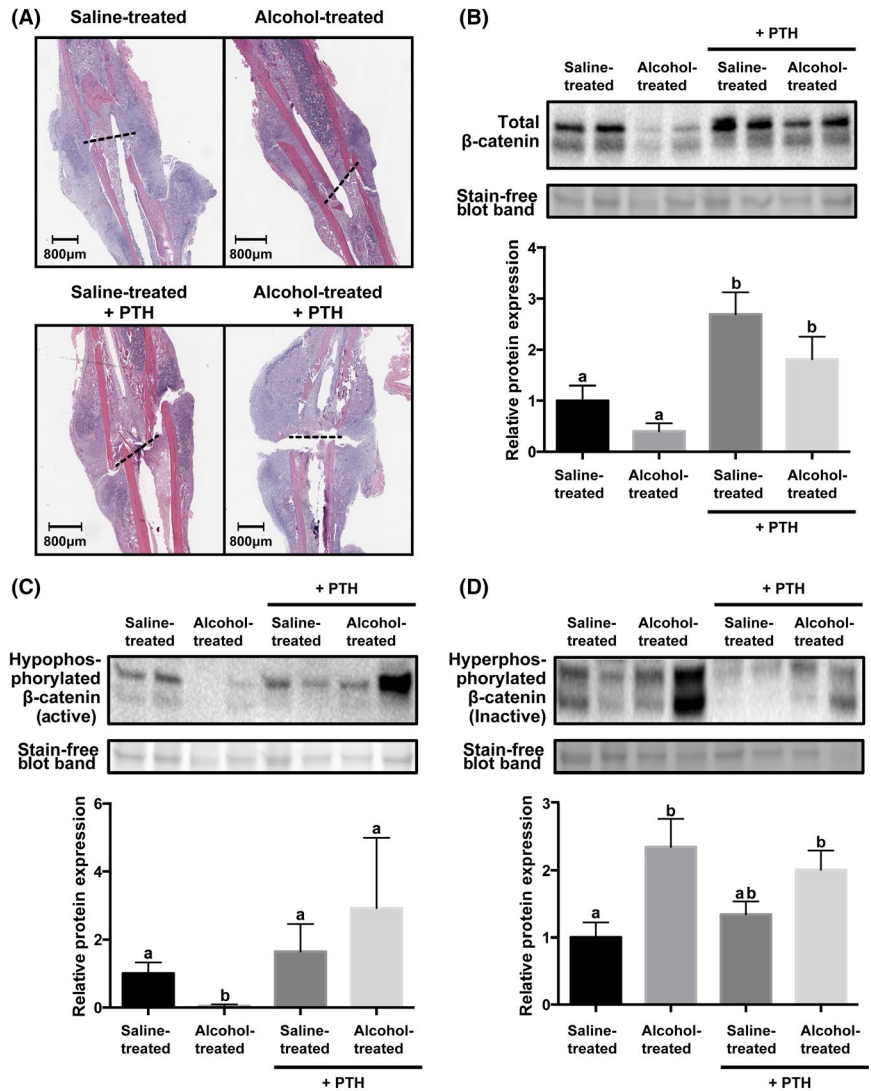 (A)
Saline-treated
Alcohol-treated
800µm
800µm
Saline-treated
+ PTH
Alcohol-treated
+ PTH
800µm
800µm
(B)
+ PTH
Saline-
treated
Alcohol-
treated
Saline-
treated
Alcohol-
treated
Total
β-catenin
Stain-free
blot band
Relative protein expression
4
3
2
1
0
a
a
b
b
Saline-
treated
Alcohol-
treated
Saline-
treated
Alcohol-
treated
+ PTH
(C)
+ PTH
Saline-
treated
Alcohol-
treated
Saline-
treated
Alcohol-
treated
Hypophos-
phorylated
β-catenin
(active)
Stain-free
blot band
Relative protein expression
6
4
2
0
a
b
a
a
Saline-
treated
Alcohol-
treated
Saline-
treated
Alcohol-
treated
+ PTH
(D)
+ PTH
Saline-
treated
Alcohol-
treated
Saline-
treated
Alcohol-
treated
Hyperphos-
phorylated
β-catenin
(Inactive)
Stain-free
blot band
Relative protein expression
3
2
1
0
a
b
ab
b
Saline-
treated
Alcohol-
treated
Saline-
treated
Alcohol-
treated
+ PTH